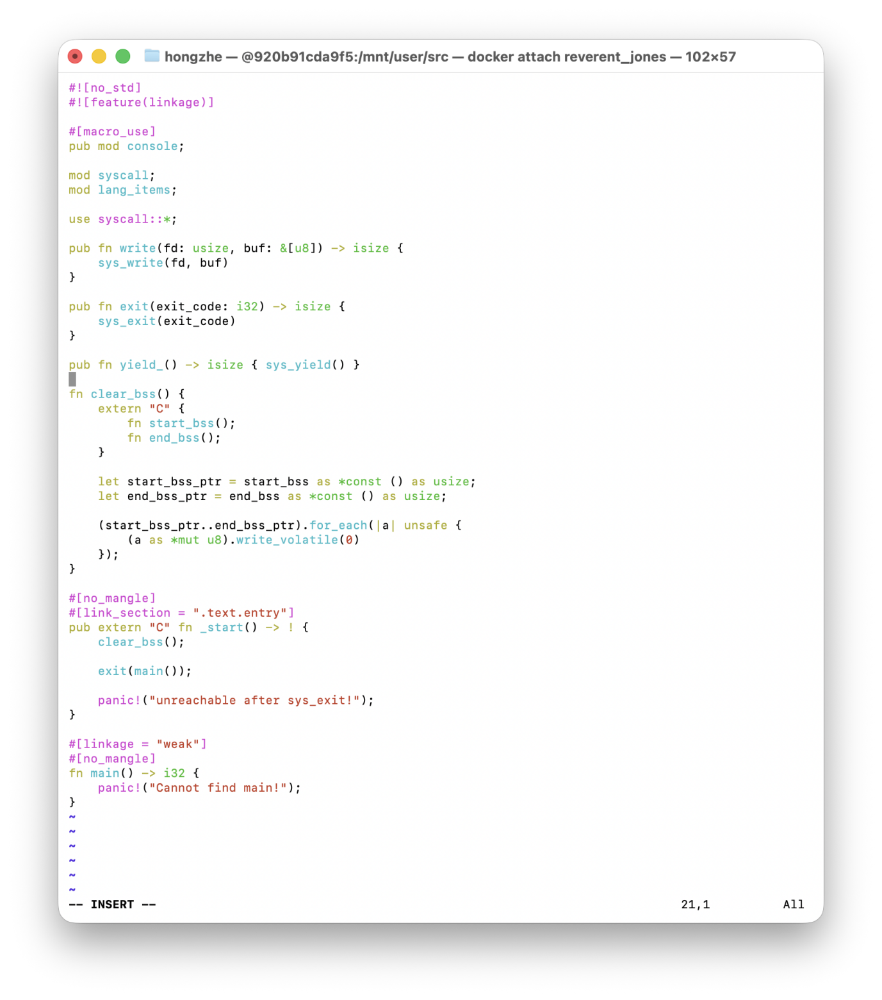 hongzhe — @920b91cda9f5:/mnt/user/src — docker attach reverent_jones — 102×57
#![no_std]
#![feature(linkage)]

#[macro_use]
pub mod console;

mod syscall;
mod lang_items;

use syscall::*;

pub fn write(fd: usize, buf: &[u8]) -> isize {
    sys_write(fd, buf)
}

pub fn exit(exit_code: i32) -> isize {
    sys_exit(exit_code)
}

pub fn yield_() -> isize { sys_yield() }

fn clear_bss() {
    extern "C" {
        fn start_bss();
        fn end_bss();
    }

    let start_bss_ptr = start_bss as *const () as usize;
    let end_bss_ptr = end_bss as *const () as usize;

    (start_bss_ptr..end_bss_ptr).for_each(|a| unsafe {
        (a as *mut u8).write_volatile(0)
    });
}

#[no_mangle]
#[link_section = ".text.entry"]
pub extern "C" fn _start() -> ! {
    clear_bss();

    exit(main());

    panic!("unreachable after sys_exit!");
}

#[linkage = "weak"]
#[no_mangle]
fn main() -> i32 {
    panic!("Cannot find main!");
}
~
~
~
~
~
~
-- INSERT -- 21,1 All